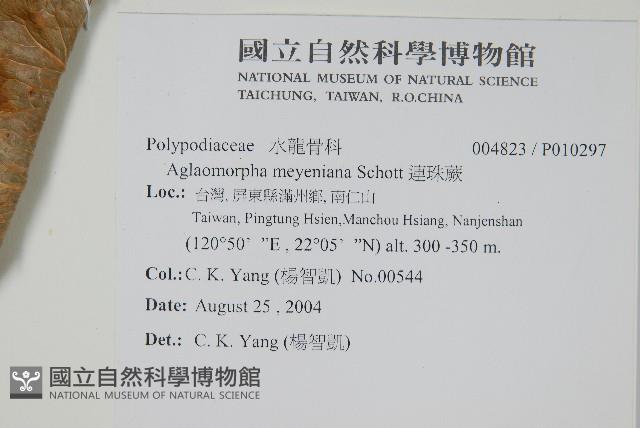 國立自然科學博物館
NATIONAL MUSEUM OF NATURAL SCIENCE
TAICHUNG, TAIWAN, R.O.CHINA
Polypodiaceae 水龍骨科 004823 / P010297
Aglaomorpha meyeniana Schott 連珠蕨
Loc.: 台灣, 屏東縣滿州鄉, 南仁山
Taiwan, Pingtung Hsien,Manchou Hsiang, Nanjenshan
(120°50′ ″E , 22°05′ ″N) alt. 300 -350 m.
Col.: C. K. Yang (楊智凱) No.00544
Date: August 25 , 2004
Det.: C. K. Yang (楊智凱)
國立自然科學博物館
NATIONAL MUSEUM OF NATURAL SCIENCE